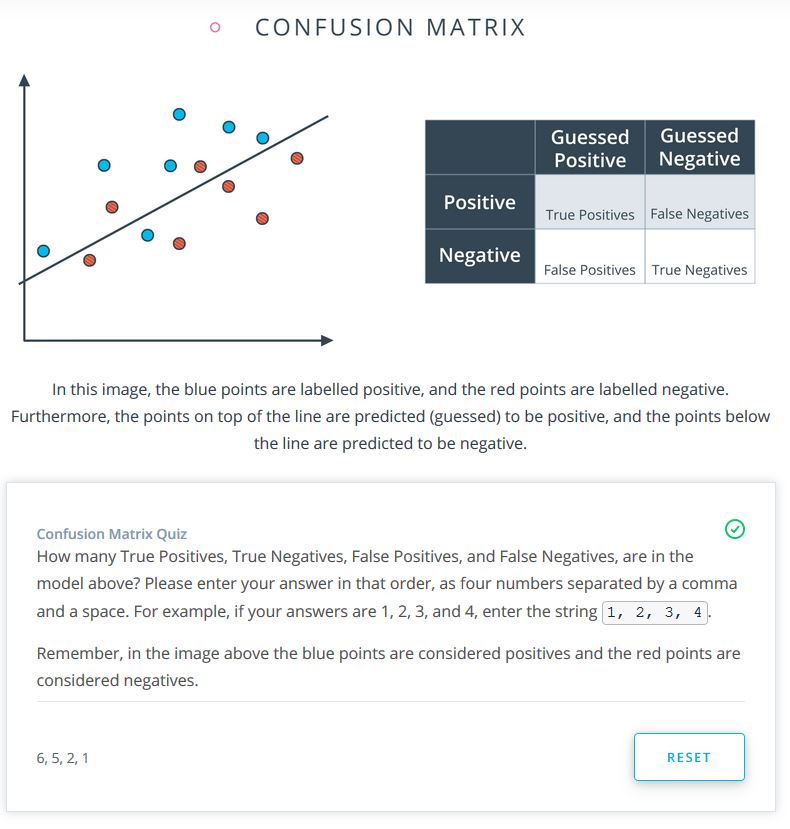 CONFUSION MATRIX
Guessed Positive
Guessed Negative
Positive
True Positives
False Negatives
Negative
False Positives
True Negatives
In this image, the blue points are labelled positive, and the red points are labelled negative.
Furthermore, the points on top of the line are predicted (guessed) to be positive, and the points below
the line are predicted to be negative.
Confusion Matrix Quiz
How many True Positives, True Negatives, False Positives, and False Negatives, are in the
model above? Please enter your answer in that order, as four numbers separated by a comma
and a space. For example, if your answers are 1, 2, 3, and 4, enter the string 1, 2, 3, 4.
Remember, in the image above the blue points are considered positives and the red points are
considered negatives.
6, 5, 2, 1
RESET